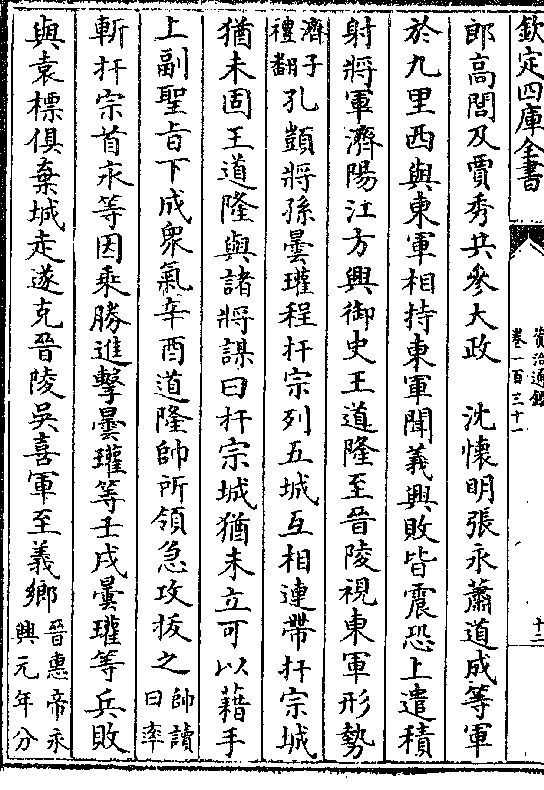 欽定四庫全書
資治通鑑
卷一百三十一
十二
郎高閭及賈秀共參大政　沈懷明張永蕭道成等軍
於九里西與東軍相持東軍聞義興敗皆震恐上遣積
射將軍濟陽江方興御史王道隆至晉陵視東軍形勢
濟子
禮翻
孔顗將孫曇瓘程扞宗列五城互相連帶扞宗城
猶未固王道隆與諸將謀曰扞宗城猶未立可以藉手
上副聖旨下成衆氣辛酉道隆帥所領急攻拔之
帥讀
曰率
斬扞宗首永等因乘勝進擊曇瓘等壬戌曇瓘等兵敗
與袁標俱棄城走遂克晉陵吳喜軍至義鄉
晉惠帝永
興元年分